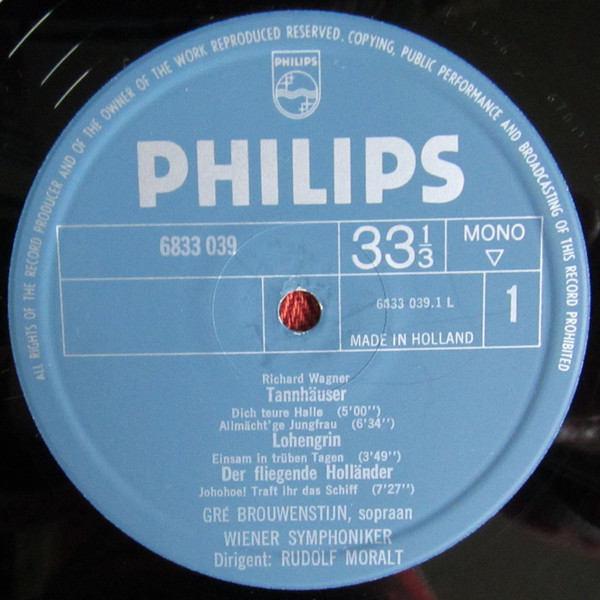 ALL RIGHTS OF THE RECORD PRODUCER AND OF THE OWNER OF THE WORK REPRODUCED RESERVED. COPYING, PUBLIC PERFORMANCE AND BROADCASTING OF THIS RECORD PROHIBITED
PHILIPS
PHILIPS
6833 039
33 1/3
MONO
6833 039.1 L
1
MADE IN HOLLAND
Richard Wagner
Tannhäuser
Dich teure Halle (5'00'')
Allmächt'ge Jungfrau (6'34'')
Lohengrin
Einsam in trüben Tagen (3'49'')
Der fliegende Holländer
Johohoe! Traft ihr das Schiff (7'27'')
GRÉ BROUWENSTIJN, sopraan
WIENER SYMPHONIKER
Dirigent: RUDOLF MORALT